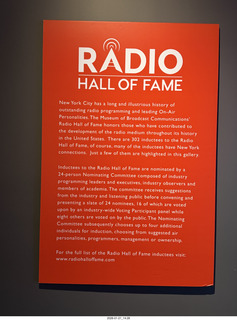 RADIO
HALL OF FAME
New York City has a long and illustrious history of
outstanding radio programming and leading On-Air
Personalities. The Museum of Broadcast Communications'
Radio Hall of Fame honors those who have contributed to
the development of the radio medium throughout its history
in the United States. There are 302 inductees to the Radio
Hall of Fame, of course, many of the inductees have New York
connections. Just a few of them are highlighted in this gallery.
Inductees to the Radio Hall of Fame are nominated by a
24-person Nominating Committee composed of industry
programming leaders and executives, industry observers and
members of academia. The committee receives suggestions
from the industry and listening public before convening and
presenting a slate of 24 nominees, 16 of which are voted
upon by an industry-wide Voting Participant panel while
eight others are voted on by the public. The Nominating
Committee subsequently chooses up to four additional
individuals for induction, choosing from suggested air
personalities, programmers, management or ownership.
For the full list of the Radio Hall of Fame inductees visit:
www.radiohalloffame.com